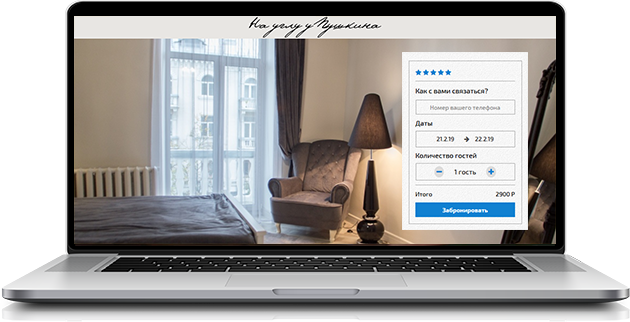 На углу у Пушкина
Как с вами связаться?
Номер вашего телефона
Даты
21.2.19 → 22.2.19
Количество гостей
1 гость
Итого 2900 Р
Забронировать